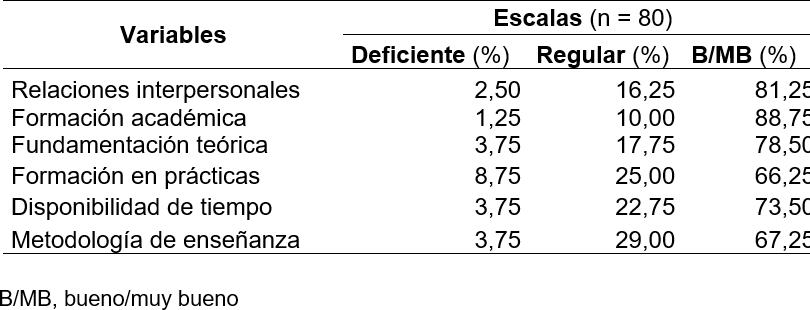 Variables Escalas (n = 80)
Deficiente (%) Regular (%) B/MB (%)
Relaciones interpersonales 2,50 16,25 81,25
Formación académica 1,25 10,00 88,75
Fundamentación teórica 3,75 17,75 78,50
Formación en prácticas 8,75 25,00 66,25
Disponibilidad de tiempo 3,75 22,75 73,50
Metodología de enseñanza 3,75 29,00 67,25
B/MB, bueno/muy bueno